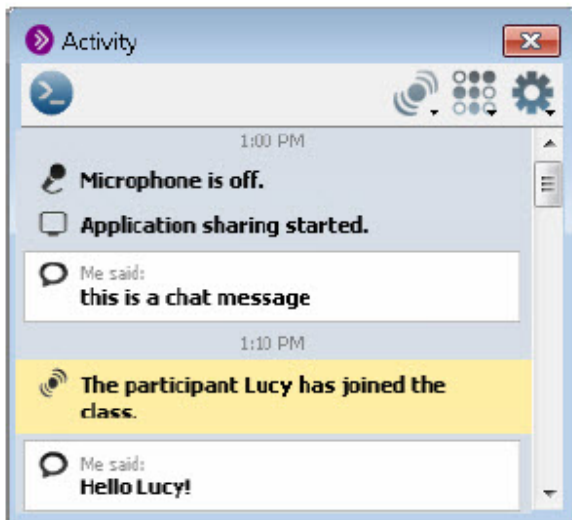 Activity
1:00 PM
Microphone is off.
Application sharing started.
Me said:
this is a chat message
1:10 PM
The participant Lucy has joined the
class.
Me said:
Hello Lucy!